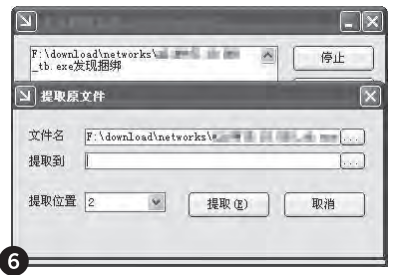 F:\download\networks\
_tb.exe发现捆绑
停止
提取原文件
文件名 F:\download\networks\ ...
提取到 ...
提取位置 2 提取(E) 取消
6